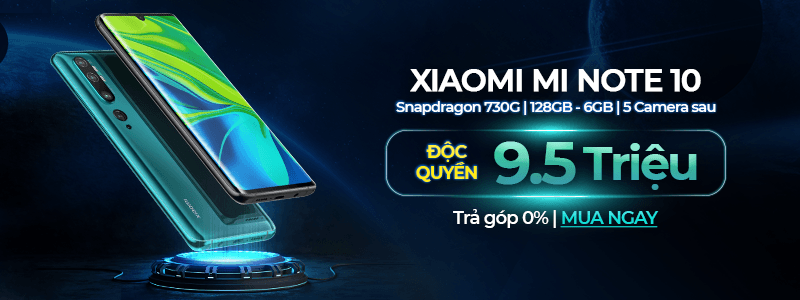 XIAOMI MI NOTE 10
Snapdragon 730G | 128GB - 6GB | 5 Camera sau
ĐỘC QUYỀN
9.5 Triệu
Trả góp 0% | MUA NGAY